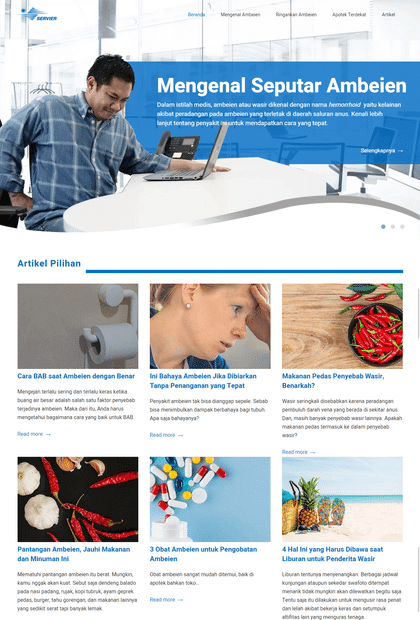 SERVIER
Beranda
Mengenal Ambeien
Ringankan Ambeien
Apotek Terdekat
Artikel
Mengenal Seputar Ambeien
Dalam istilah medis, ambeien atau wasir dikenal dengan nama hemorrhoid yaitu kelainan
akibat peradangan pada ambeien yang terletak di daerah saluran anus. Kenali lebih
lanjut tentang penyakit ini untuk mendapatkan cara yang tepat.
Selengkapnya →
Artikel Pilihan
Cara BAB saat Ambeien dengan Benar
Mengejan terlalu sering dan terlalu keras ketika
buang air besar adalah salah satu faktor penyebab
terjadinya ambeien. Maka dari itu, Anda harus
mengetahui bagaimana cara yang baik untuk BAB.
Read more →
Ini Bahaya Ambeien Jika Dibiarkan
Tanpa Penanganan yang Tepat
Penyakit ambeien tak bisa dianggap sepele. Sebab
bisa menimbulkan dampak berbahaya bagi tubuh.
Apa saja bahayanya?
Read more →
Makanan Pedas Penyebab Wasir,
Benarkah?
Wasir seringkali disebabkan karena peradangan
pembuluh darah vena yang berada di sekitar anus.
Dan, masih banyak penyebab wasir lainnya. Apakah
makanan pedas termasuk ke dalam penyebab
wasir?
Read more →
Pantangan Ambeien, Jauhi Makanan
dan Minuman Ini
Mematuhi pantangan ambeien itu berat. Mungkin,
kamu nggak akan kuat. Sebut saja dendeng balado
pada nasi padang, rujak, kopi tubruk, ayam geprek
pedas, burger, tahu gorengan, dan makanan lainnya
yang sedikit serat tapi banyak lemak.
3 Obat Ambeien untuk Pengobatan
Ambeien
Obat ambeien sangat mudah ditemui, baik di
apotek bahkan toko..
Read more →
4 Hal Ini yang Harus Dibawa saat
Liburan untuk Penderita Wasir
Liburan tentunya menyenangkan. Berbagai jadwal
kunjungan ataupun sekedar swafoto ditempat
menarik tidak mungkin akan dilewatkan begitu saja.
Tentu saja itu dilakukan untuk mengusir rasa penat
dan lelah akibat bekerja keras dan setumpuk
aktifitas lain yang menguras tenaga.